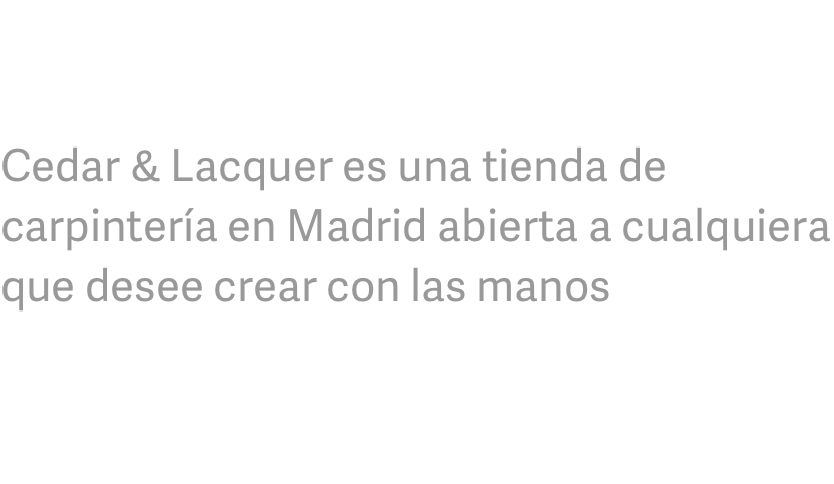 Cedar & Lacquer es una tienda de
carpintería en Madrid abierta a cualquiera
que desee crear con las manos